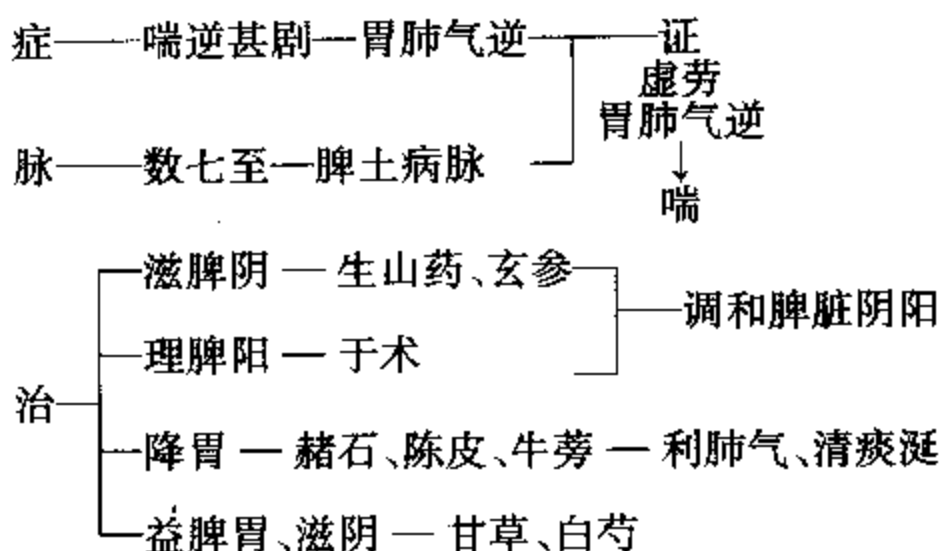 症——喘逆甚剧—胃肺气逆——证
虚劳
胃肺气逆
脉——数七至—脾土病脉
↓
喘
滋脾阴 — 生山药、玄参
调和脾脏阴阳
理脾阳 — 于术
治
降胃 — 赭石、陈皮、牛蒡 — 利肺气、清痰涎
益脾胃、滋阴 — 甘草、白芍